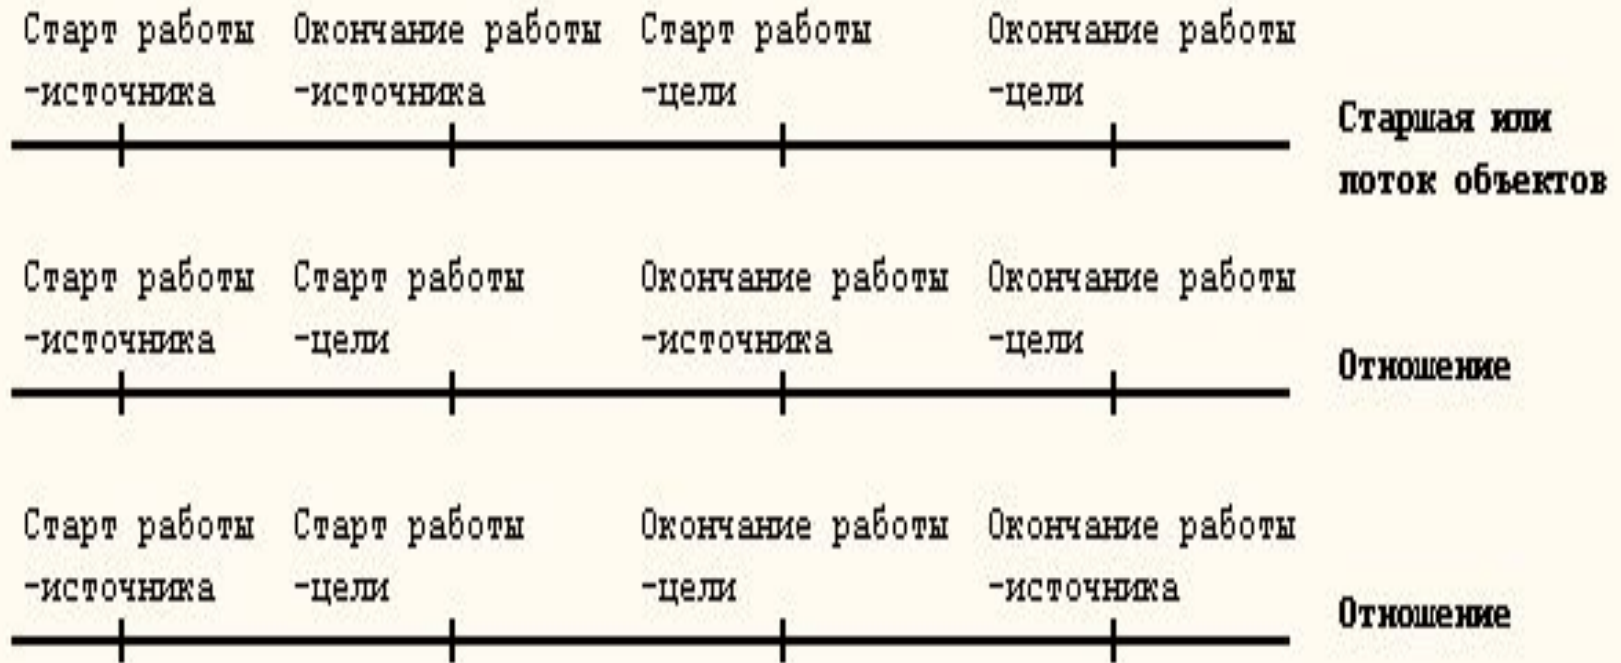 Старт работы Окончание работы Старт работы Окончание работы
-источника -источника -цели -цели
Старшая или
поток объектов
Старт работы Старт работы Окончание работы Окончание работы
-источника -цели -источника -цели
Отношение
Старт работы Старт работы Окончание работы Окончание работы
-источника -цели -цели -источника
Отношение